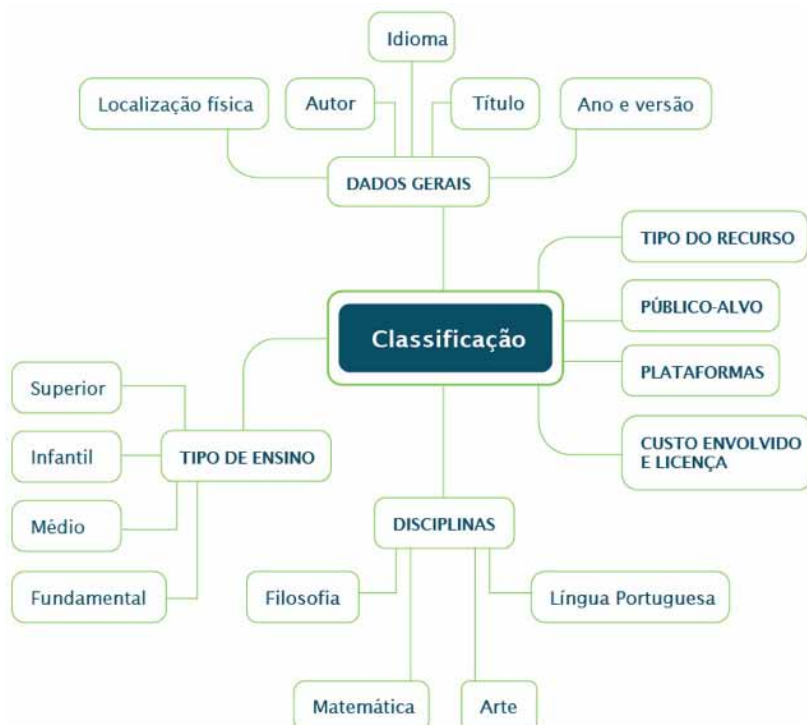 Idioma
Localização física
Autor
Título
Ano e versão
DADOS GERAIS
TIPO DO RECURSO
PÚBLICO-ALVO
Classificação
PLATAFORMAS
CUSTO ENVOLVIDO
E LICENÇA
Superior
Infantil
TIPO DE ENSINO
Médio
Fundamental
DISCIPLINAS
Filosofia
Língua Portuguesa
Matemática
Arte